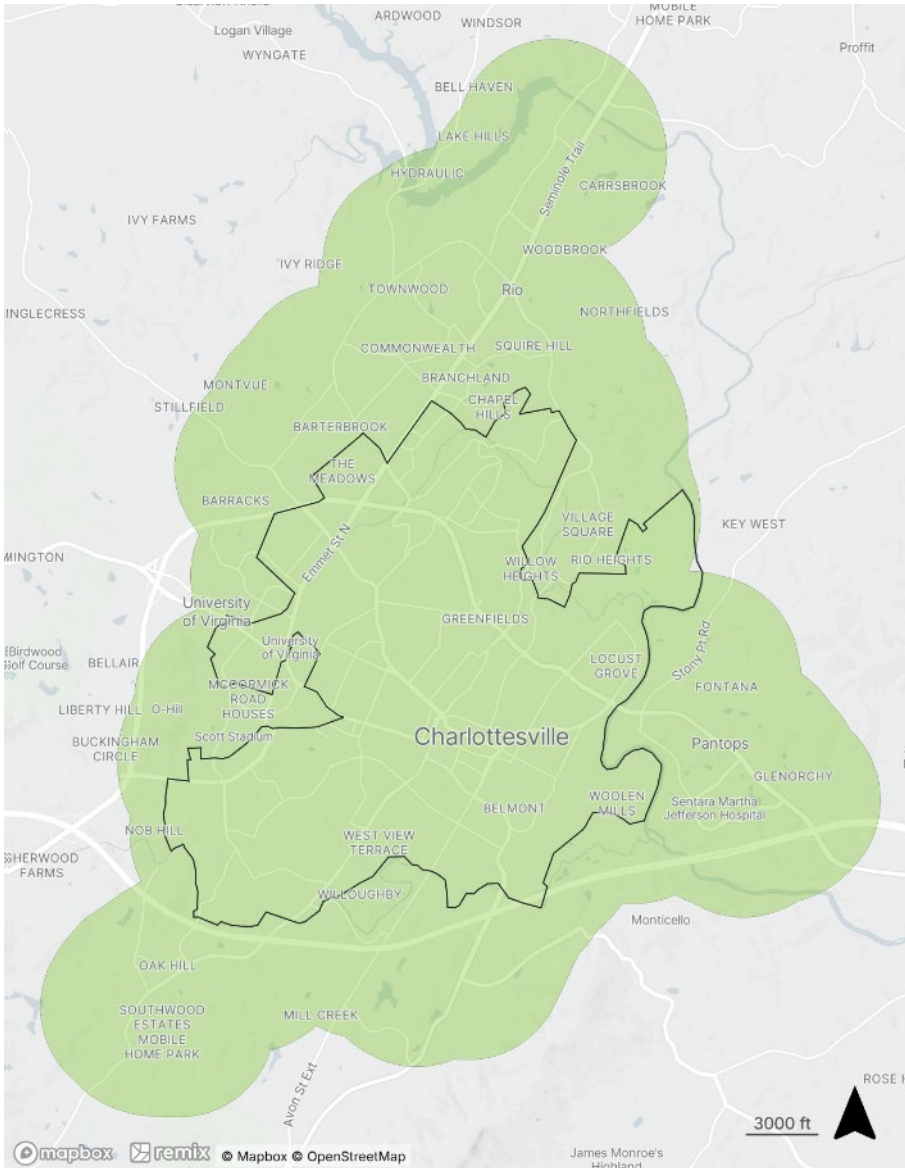 MOBILE
HOME PARK
ARDWOOD
WINDSOR
Logan Village
WYNGATE
Proffit
BELL HAVEN
LAKE HILLS
HYDRAULIC
Seminole Trail
CARRSBROOK
IVY FARMS
WOODBROOK
IVY RIDGE
TOWNWOOD
Rio
INGLECRESS
NORTHFIELDS
COMMONWEALTH
SQUIRE HILL
BRANCHLAND
MONTVUE
CHAPEL
HILLS
STILLFIELD
BARTERBROOK
THE
MEADOWS
BARRACKS
VILLAGE
SQUARE
KEY WEST
Emmet St N
MINGTON
WILLOW
HEIGHTS
RIO HEIGHTS
University
of Virginia
GREENFIELDS
University
of Virginia
Stony Pt Rd
(Birdwood
Golf Course
BELLAIR
LOCUST
GROVE
MCCORMICK
ROAD
HOUSES
FONTANA
LIBERTY HILL
O-Hill
Scott Stadium
BUCKINGHAM
CIRCLE
Charlottesville
Pantops
GLENORCHY
WOOLEN
MILLS
Sentara Martha
Jefferson Hospital
BELMONT
NOB HILL
WEST VIEW
TERRACE
SHERWOOD
FARMS
WILLOUGHBY
Monticello
OAK HILL
SOUTHWOOD
ESTATES
MOBILE
HOME PARK
MILL CREEK
Avon St Ext
ROSE H
3000 ft
mapbox remix © Mapbox © OpenStreetMap
James Monroe's
Highland